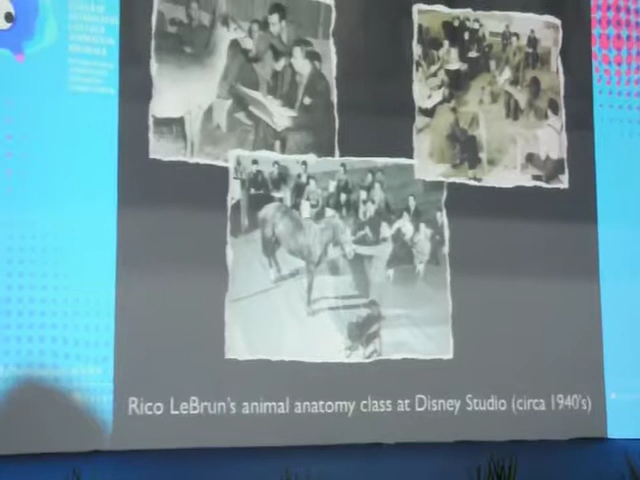 Rico LeBrun's animal anatomy class at Disney Studio (circa 1940's)